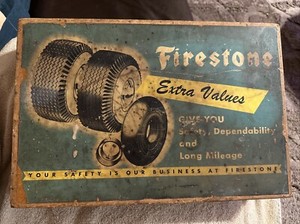 Firestone
Extra Values
GIVE YOU
Safety, Dependability
and
Long Mileage
YOUR SAFETY IS OUR BUSINESS AT FIRESTONE